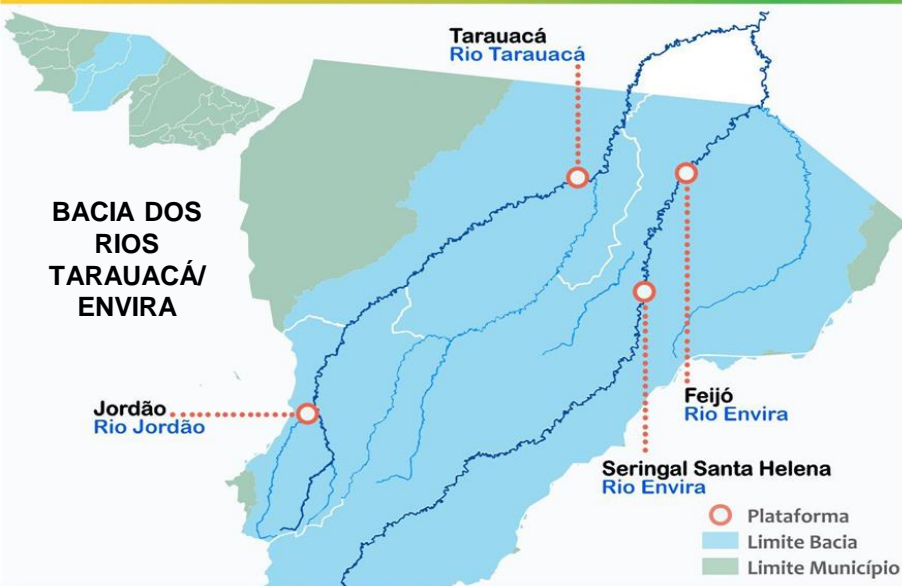 Tarauacá
Rio Tarauacá
BACIA DOS
RIOS
TARAUACÁ/
ENVIRA
Jordão
Rio Jordão
Feijó
Rio Envira
Seringal Santa Helena
Rio Envira
Plataforma
Limite Bacia
Limite Município